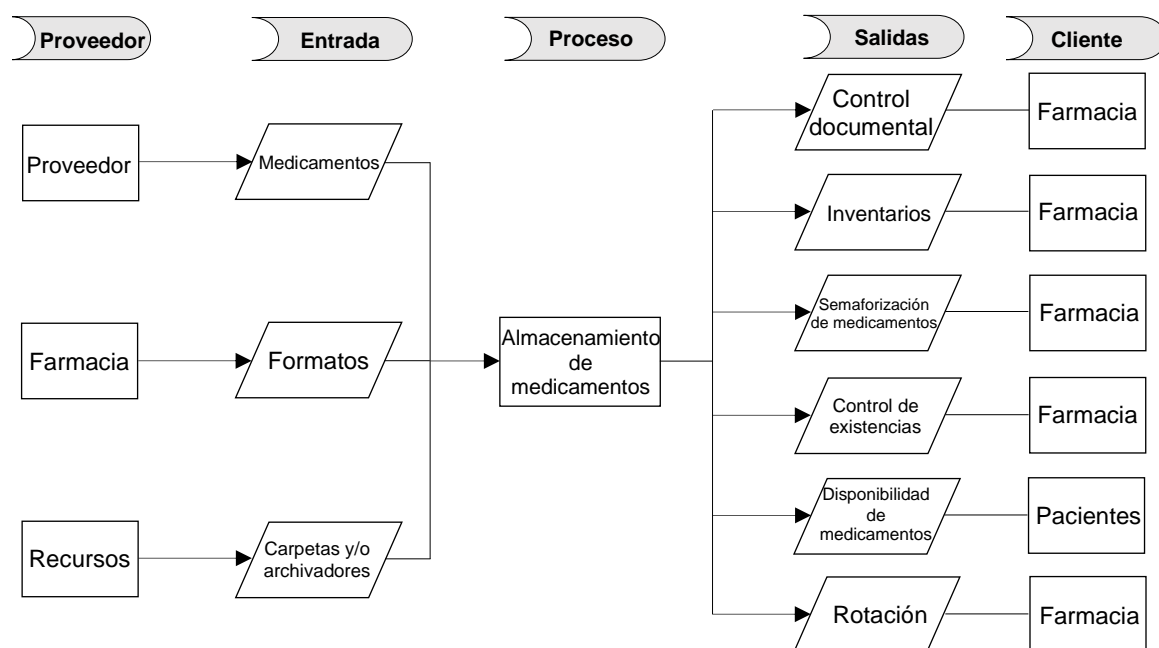 Proveedor
Entrada
Proceso
Salidas
Cliente
Proveedor
Medicamentos
Farmacia
Formatos
Recursos
Carpetas y/o
archivadores
Almacenamiento
de
medicamentos
Control
documental
Farmacia
Inventarios
Farmacia
Semaforización
de medicamentos
Farmacia
Control de
existencias
Farmacia
Disponibilidad
de
medicamentos
Pacientes
Rotación
Farmacia